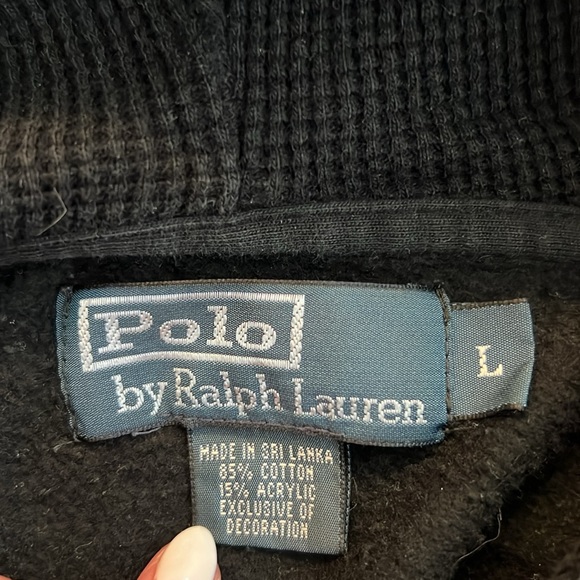 Polo
by Ralph Lauren
L
MADE IN SRI LANKA
85% COTTON
15% ACRYLIC
EXCLUSIVE OF
DECORATION